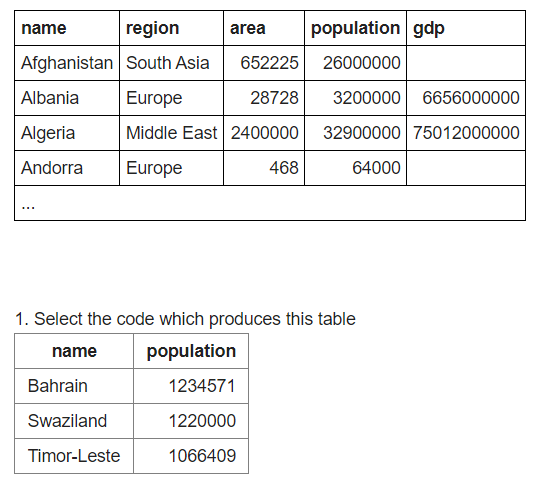 name region area population gdp
Afghanistan South Asia 652225 26000000
Albania Europe 28728 3200000 6656000000
Algeria Middle East 2400000 32900000 75012000000
Andorra Europe 468 64000
...
1. Select the code which produces this table
name population
Bahrain 1234571
Swaziland 1220000
Timor-Leste 1066409